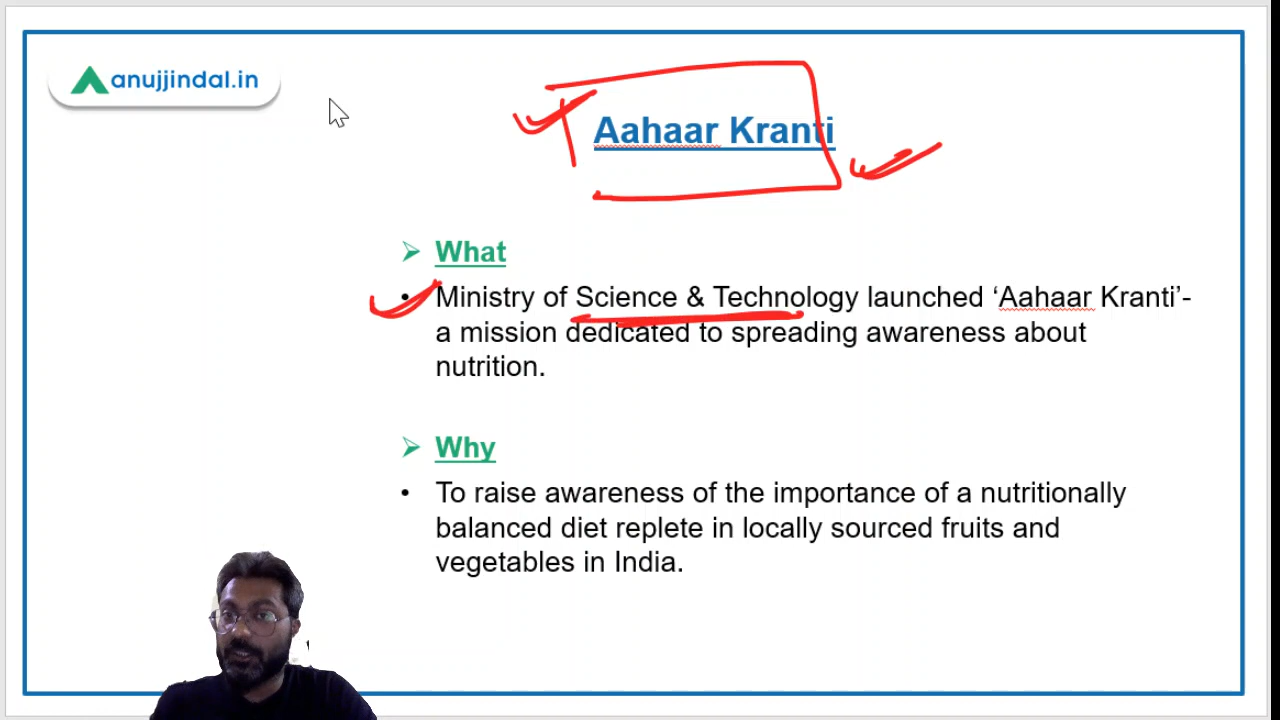 anujjindal.in
Aahaar Kranti
What
Ministry of Science & Technology launched ‘Aahaar Kranti’-
a mission dedicated to spreading awareness about
nutrition.
Why
To raise awareness of the importance of a nutritionally
balanced diet replete in locally sourced fruits and
vegetables in India.